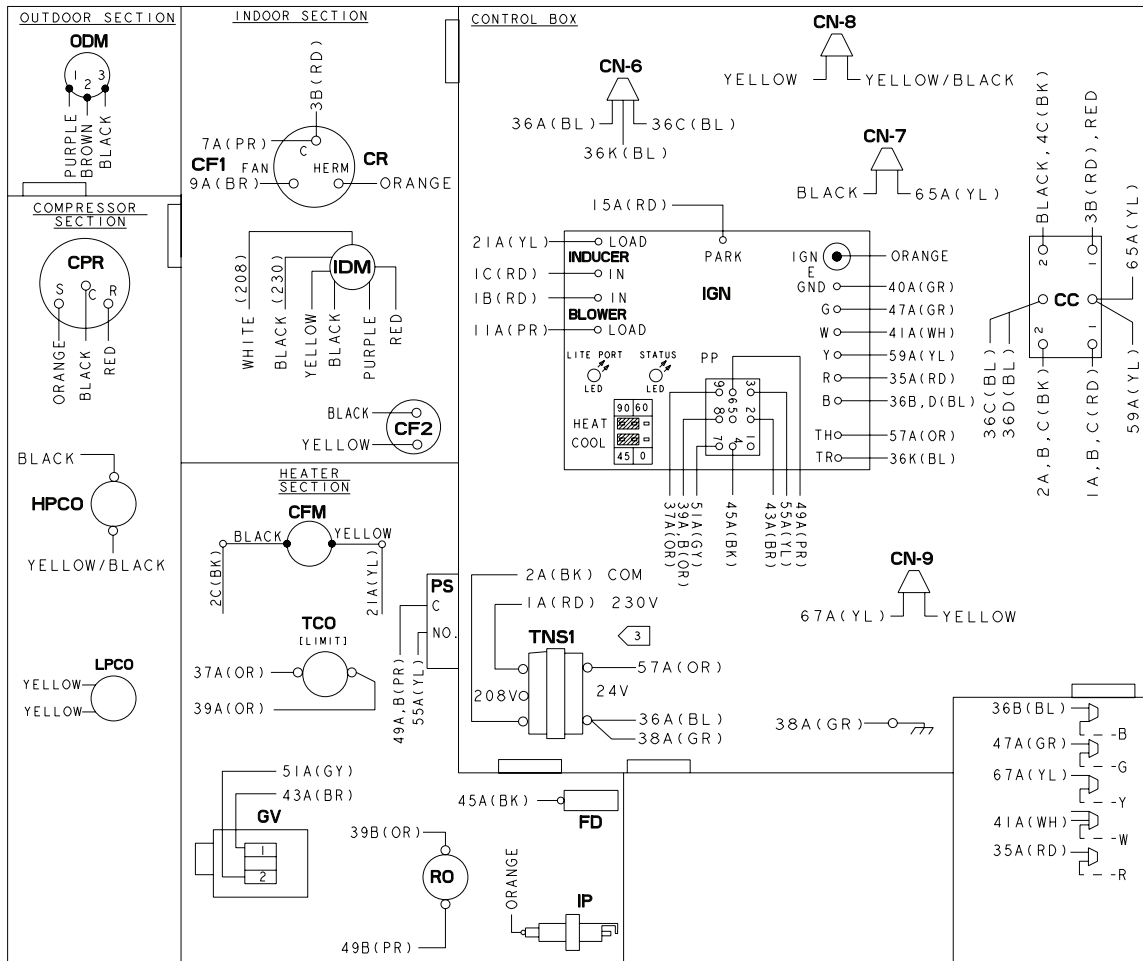 OUTDOOR SECTION
ODM
1 2 3
PURPLE
BROWN
BLACK
COMPRESSOR
SECTION
CPR
S C R
ORANGE
BLACK
RED
BLACK
HPCO
YELLOW/BLACK
LPCO
YELLOW
YELLOW
INDOOR SECTION
3B(RD)
7A(PR)
C
CF1 FAN HERM CR
9A(BR) ORANGE
IDM
WHITE (208)
BLACK (230)
YELLOW
BLACK
PURPLE
RED
BLACK
CF2
YELLOW
HEATER
SECTION
CFM
BLACK YELLOW
2C(BK)
21A(YL)
PS
C
NO.
TCO
[LIMIT]
37A(OR)
39A(OR)
49A,B(PR)
55A(YL)
51A(GY)
43A(BR)
GV
1
2
39B(OR)
RO
49B(PR)
45A(BK)
FD
ORANGE
IP
CONTROL BOX
CN-6
36A(BL) 36C(BL)
36K(BL)
CN-8
YELLOW YELLOW/BLACK
CN-7
BLACK 65A(YL)
15A(RD)
PARK
21A(YL) LOAD
INDUCER
1C(RD) IN
1B(RD) IN
BLOWER
11A(PR) LOAD
IGN
IGN ORANGE
E
GND 40A(GR)
G 47A(GR)
W 41A(WH)
Y 59A(YL)
R 35A(RD)
B 36B,D(BL)
TH 57A(OR)
TR 36K(BL)
LITE PORT STATUS
LED LED
PP
9 6 3
8 5 2
7 4 1
90 60
HEAT
COOL
45 0
37A(OR)
39A,B(OR)
51A(GY)
45A(BK)
43A(BR)
55A(YL)
49A(PR)
BLACK,4C(BK)
3B(RD),RED
65A(YL)
2 1
CC
2 1
36C(BL)
36D(BL)
2A,B,C(BK)
1A,B,C(RD)
59A(YL)
2A(BK) COM
1A(RD) 230V
TNS1
3
57A(OR)
208V 24V
36A(BL)
38A(GR)
CN-9
67A(YL) YELLOW
38A(GR)
36B(BL)
B
47A(GR)
G
67A(YL)
Y
41A(WH)
W
35A(RD)
R